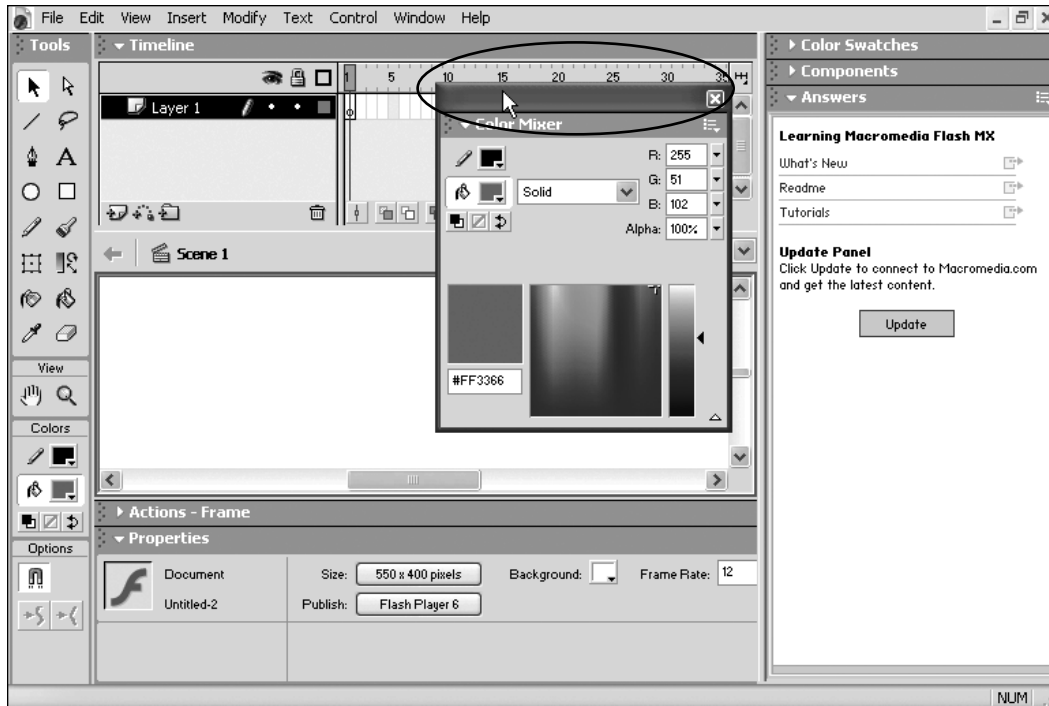 File Edit View Insert Modify Text Control Window Help
Tools
Timeline
1 5 10 15 20 25 30 35
Layer 1
Scene 1
Color Mixer
R: 255
G: 51
B: 102
Solid
Alpha: 100%
#FF3366
View
Colors
Options
Actions - Frame
Properties
Document
Untitled-2
Size: 550 x 400 pixels
Background:
Frame Rate: 12
Publish: Flash Player 6
Color Swatches
Components
Answers
Learning Macromedia Flash MX
What's New
Readme
Tutorials
Update Panel
Click Update to connect to Macromedia.com
and get the latest content.
Update
NUM